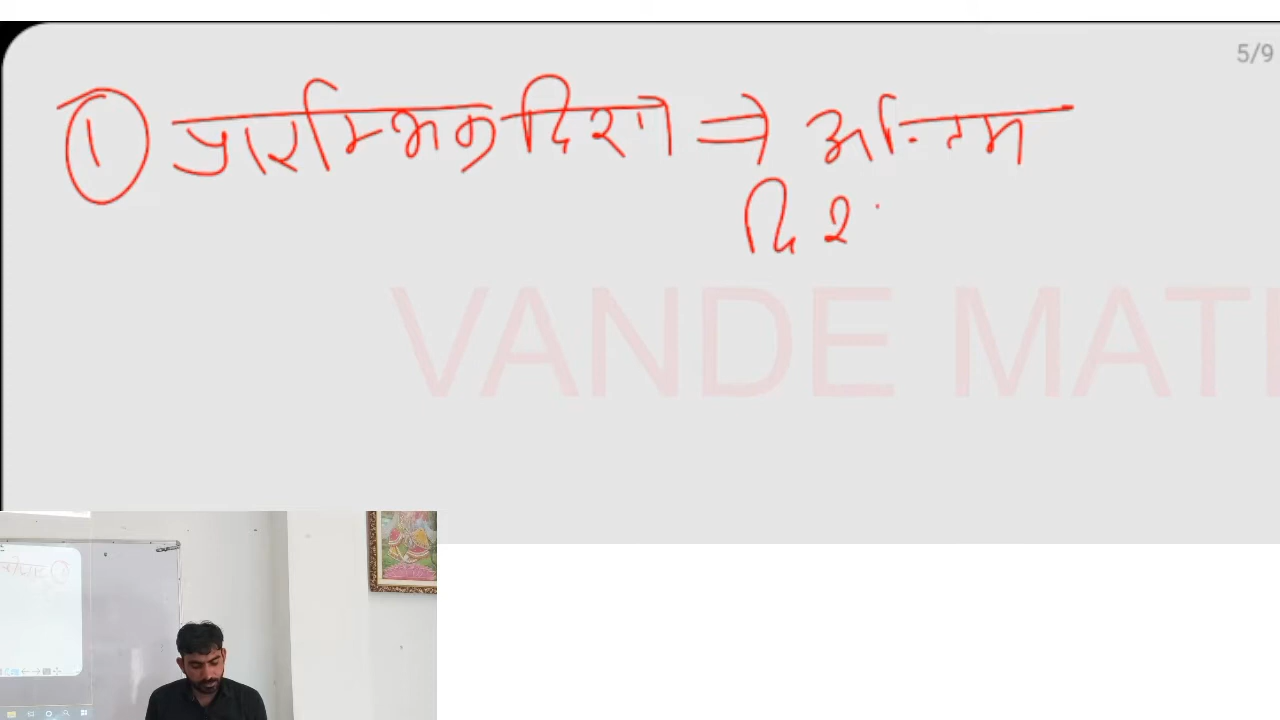 5/9
① प्रारम्भिक दिशा ⇒ अन्तिम
दिश
VANDE MAT